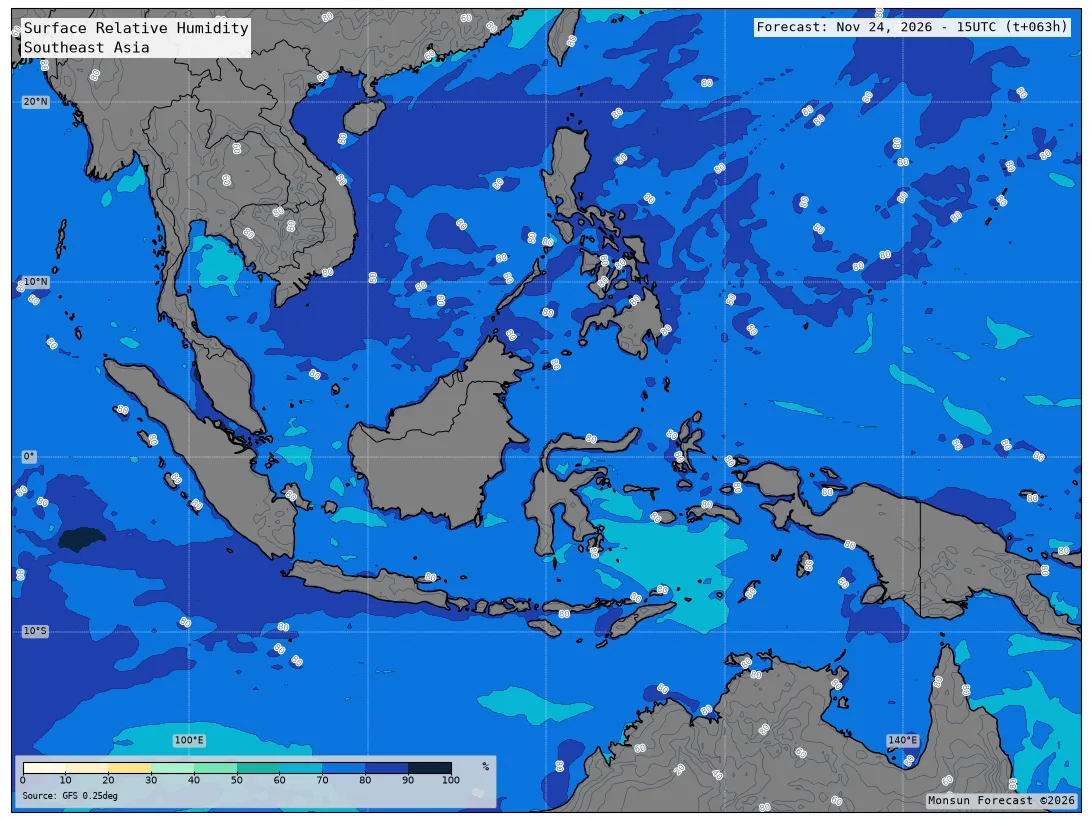 Surface Relative Humidity
Southeast Asia
Forecast: Nov 24, 2026 - 15UTC (t+063h)
20°N
10°N
0°
10°S
100°E
140°E
0 10 20 30 40 50 60 70 80 90 100
%
Source: GFS 0.25deg
Monsun Forecast ©2026